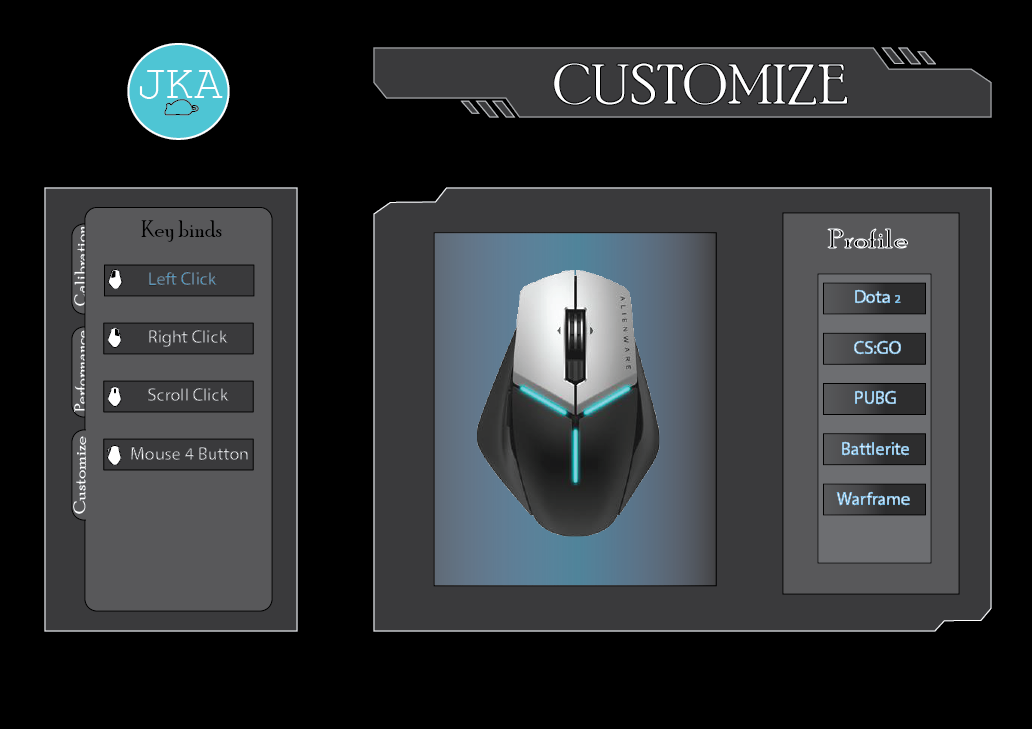 JKA
CUSTOMIZE
Calibration
Performance
Customize
Key binds
Left Click
Right Click
Scroll Click
Mouse 4 Button
ALIENWARE
Profile
Dota 2
CS:GO
PUBG
Battlerite
Warframe